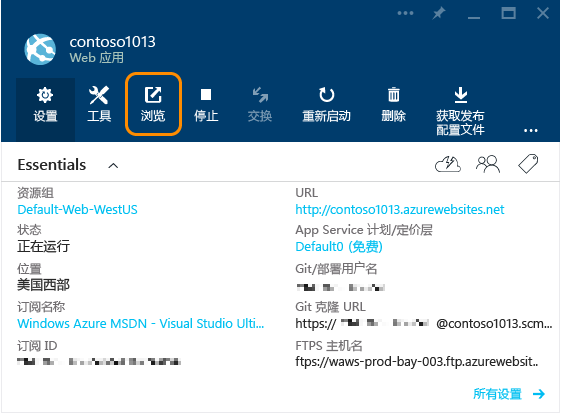 contoso1013
Web 应用
设置
工具
浏览
停止
交换
重新启动
删除
获取发布
配置文件
Essentials
资源组
Default-Web-WestUS
URL
http://contoso1013.azurewebsites.net
状态
正在运行
App Service 计划/定价层
Default0 (免费)
位置
美国西部
Git/部署用户名
订阅名称
Windows Azure MSDN - Visual Studio Ulti...
Git 克隆 URL
https:// @contoso1013.scm...
订阅 ID
FTPS 主机名
ftps://waws-prod-bay-003.ftp.azurewebsit..
所有设置